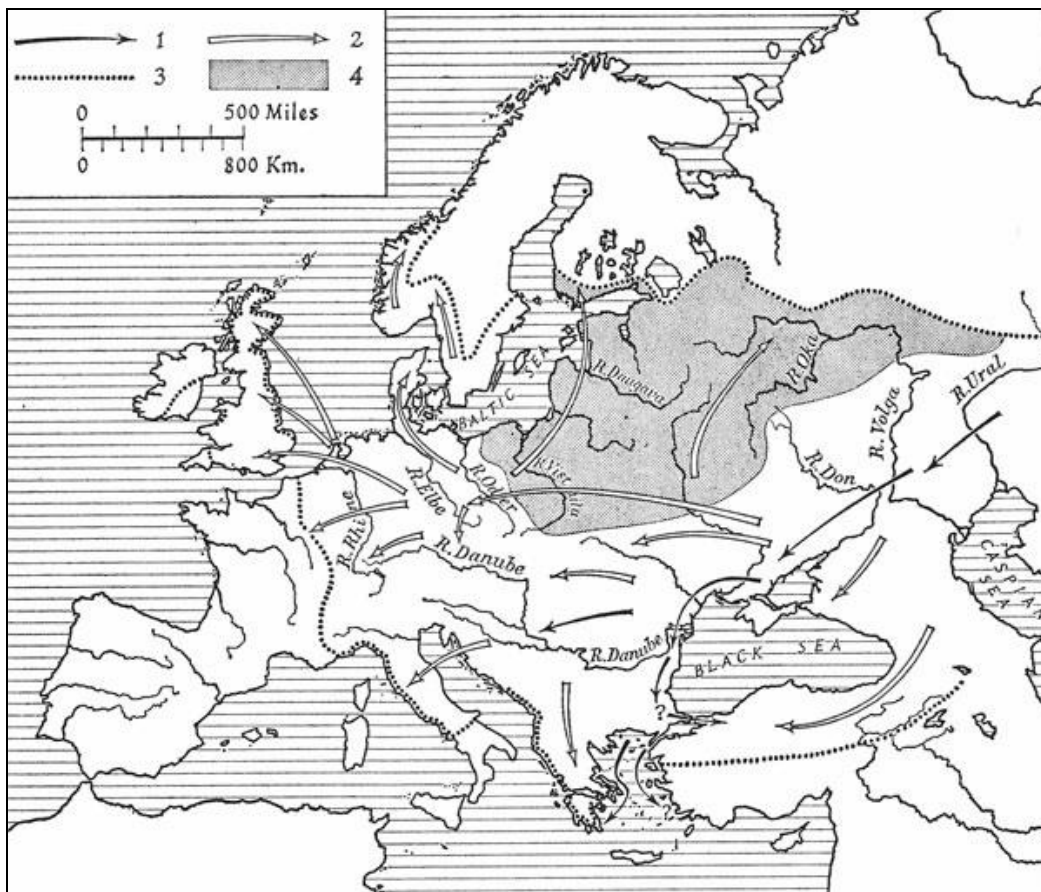 1 2
3 4
0 500 Miles
0 800 Km.
BALTIC SEA
R. Daugava
R. Oka
R. Ural
R. Volga
R. Don
R. Vistula
R. Oder
R. Elbe
R. Rhine
R. Danube
R. Danube
BLACK SEA
CASPIAN SEA
?
?